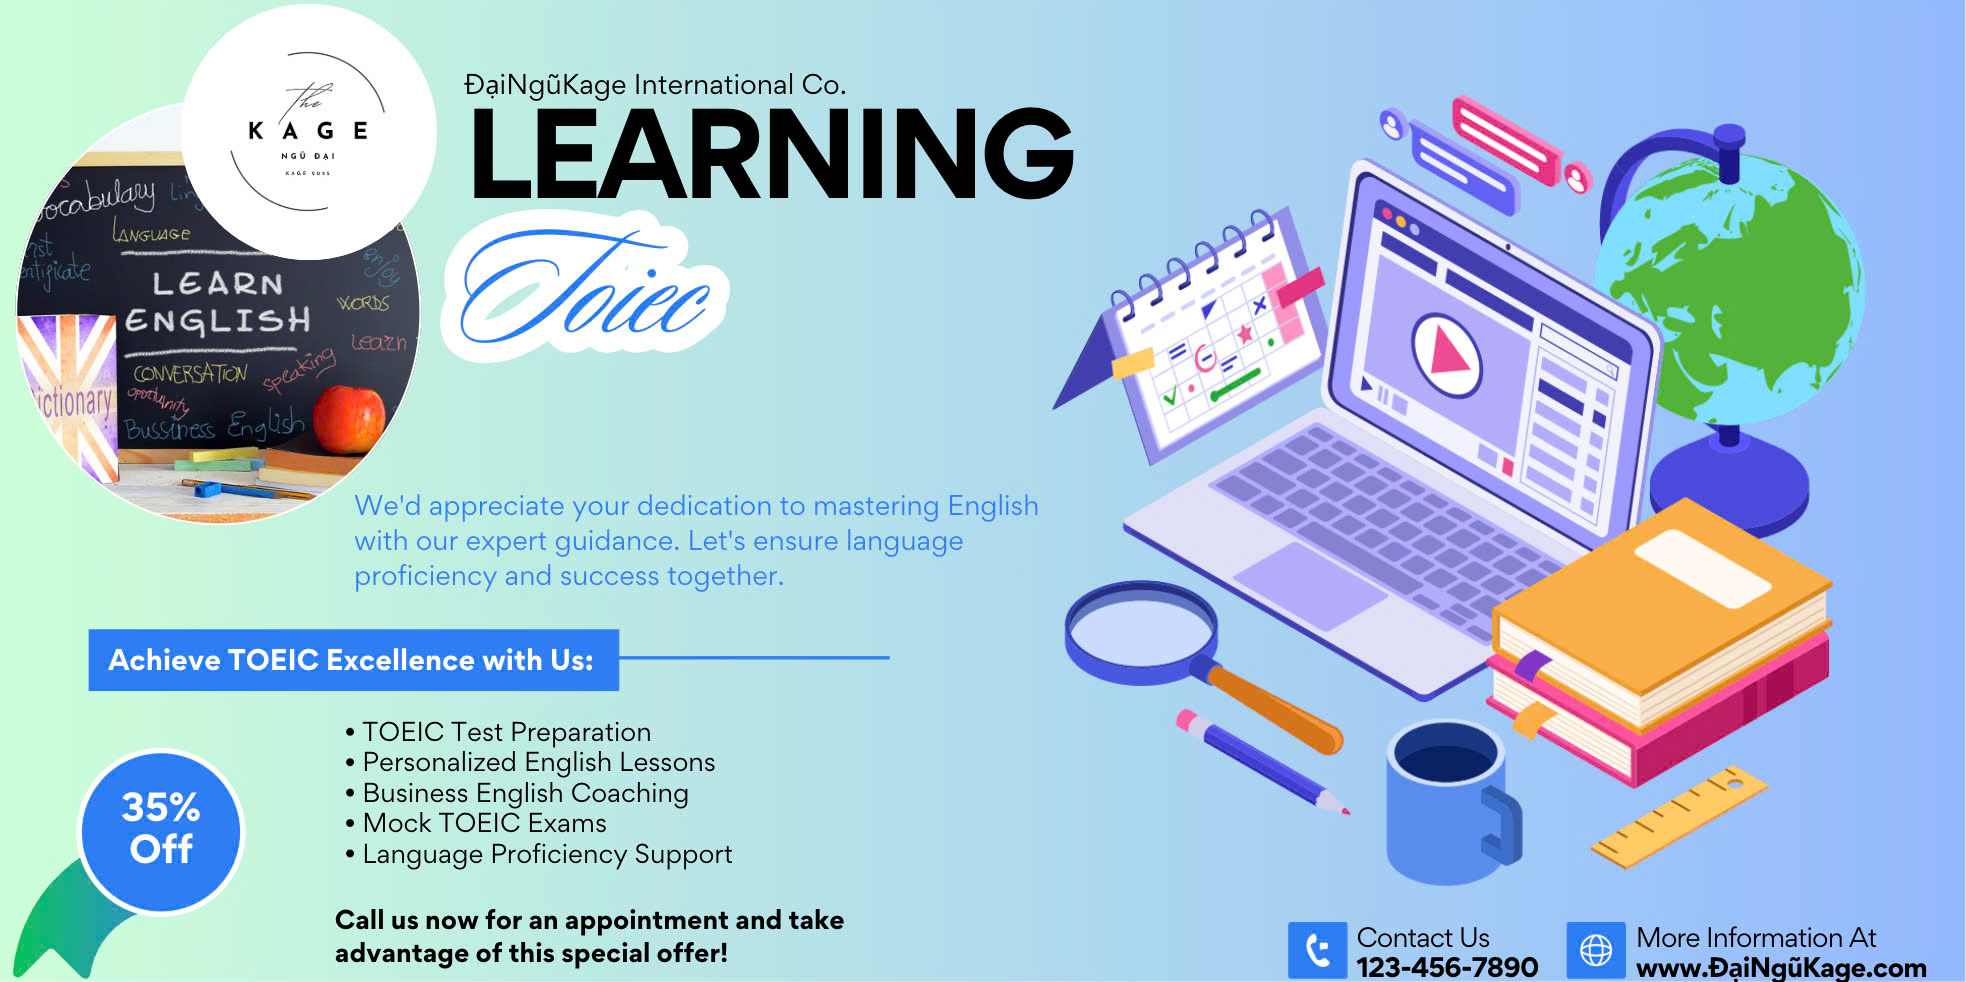 the
KAGE
NGŨ ĐẠI
KAGE
ĐạiNgũKage International Co.
LEARNING
Toiec
Vocabulary
LANGUAGE
LEARN
ENGLISH
WORDS
Learn
CONVERSATION
speaking
Bussiness English
ictionary
We'd appreciate your dedication to mastering English
with our expert guidance. Let's ensure language
proficiency and success together.
Achieve TOEIC Excellence with Us:
• TOEIC Test Preparation
• Personalized English Lessons
• Business English Coaching
• Mock TOEIC Exams
• Language Proficiency Support
35%
Off
Call us now for an appointment and take
advantage of this special offer!
Contact Us
123-456-7890
More Information At
www.ĐạiNgũKage.com